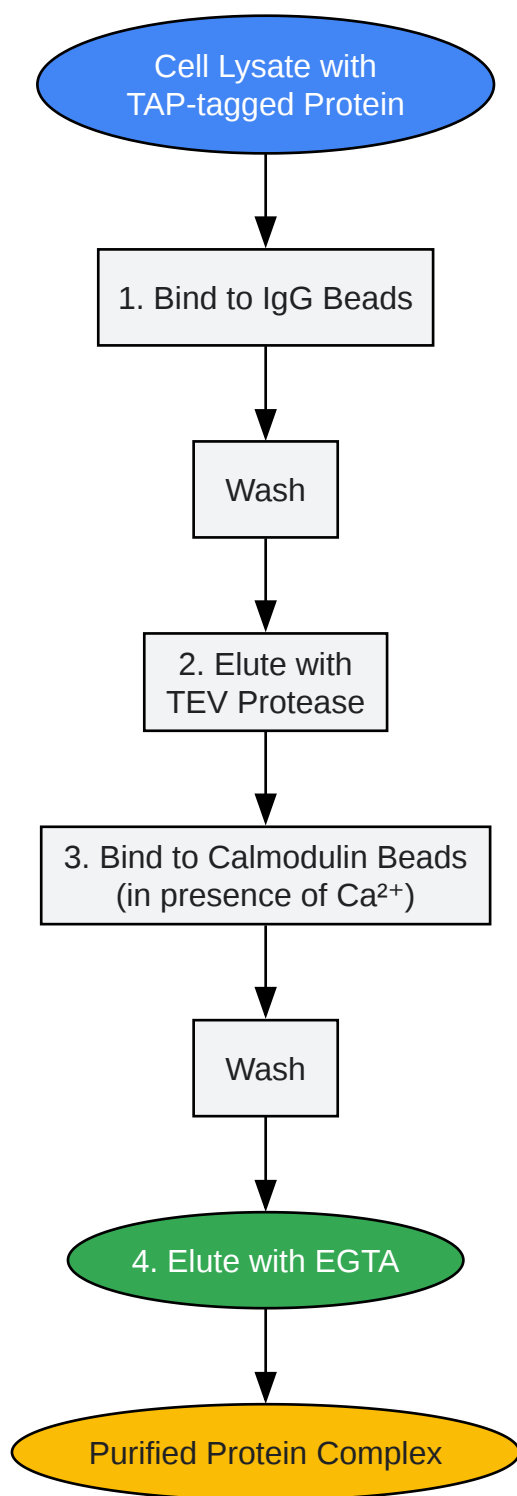 Cell Lysate with
TAP-tagged Protein
1. Bind to IgG Beads
Wash
2. Elute with
TEV Protease
3. Bind to Calmodulin Beads
(in presence of Ca²⁺)
Wash
4. Elute with EGTA
Purified Protein Complex